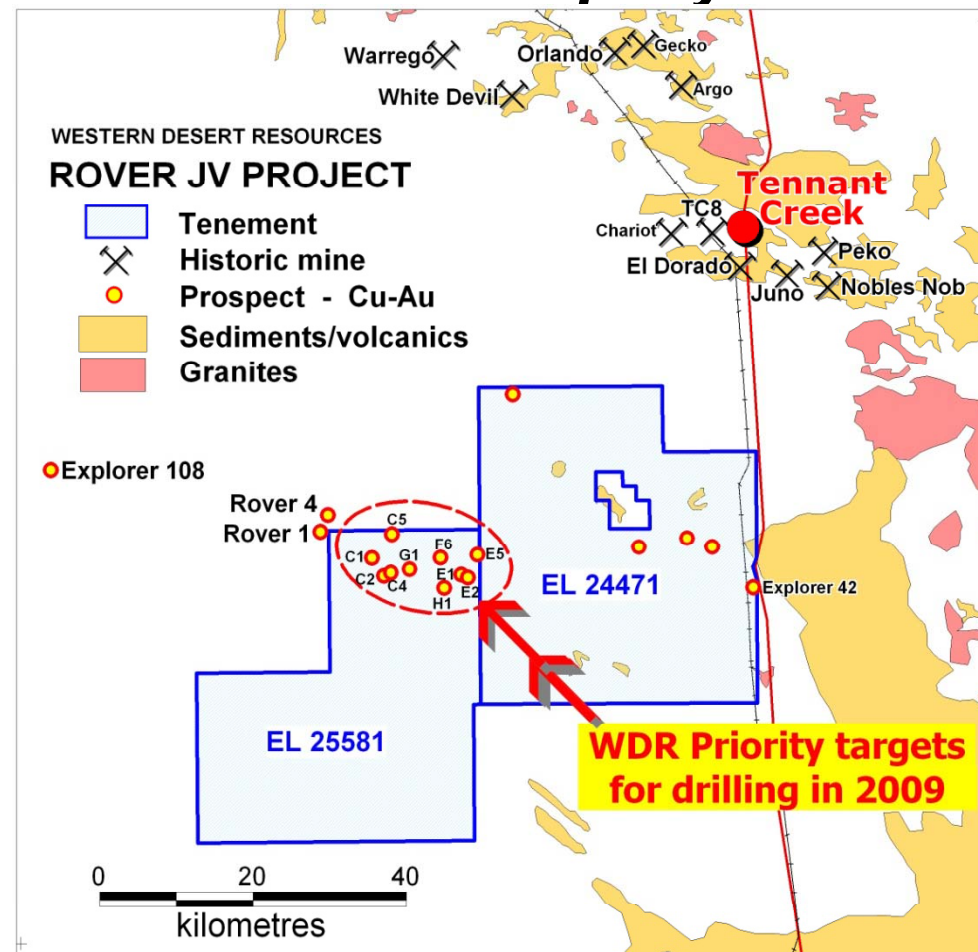 Warrego
Orlando
Gecko
White Devil
Argo
WESTERN DESERT RESOURCES
ROVER JV PROJECT
Tenement
Historic mine
Prospect - Cu-Au
Sediments/volcanics
Granites
Tennant
Creek
TC8
Chariot
Peko
El Dorado
Juno
Nobles Nob
Explorer 108
Rover 4
Rover 1
C5
C1
G1
F6
E5
C2
C4
E1
E2
H1
EL 24471
Explorer 42
EL 25581
WDR Priority targets
for drilling in 2009
0 20 40
kilometres